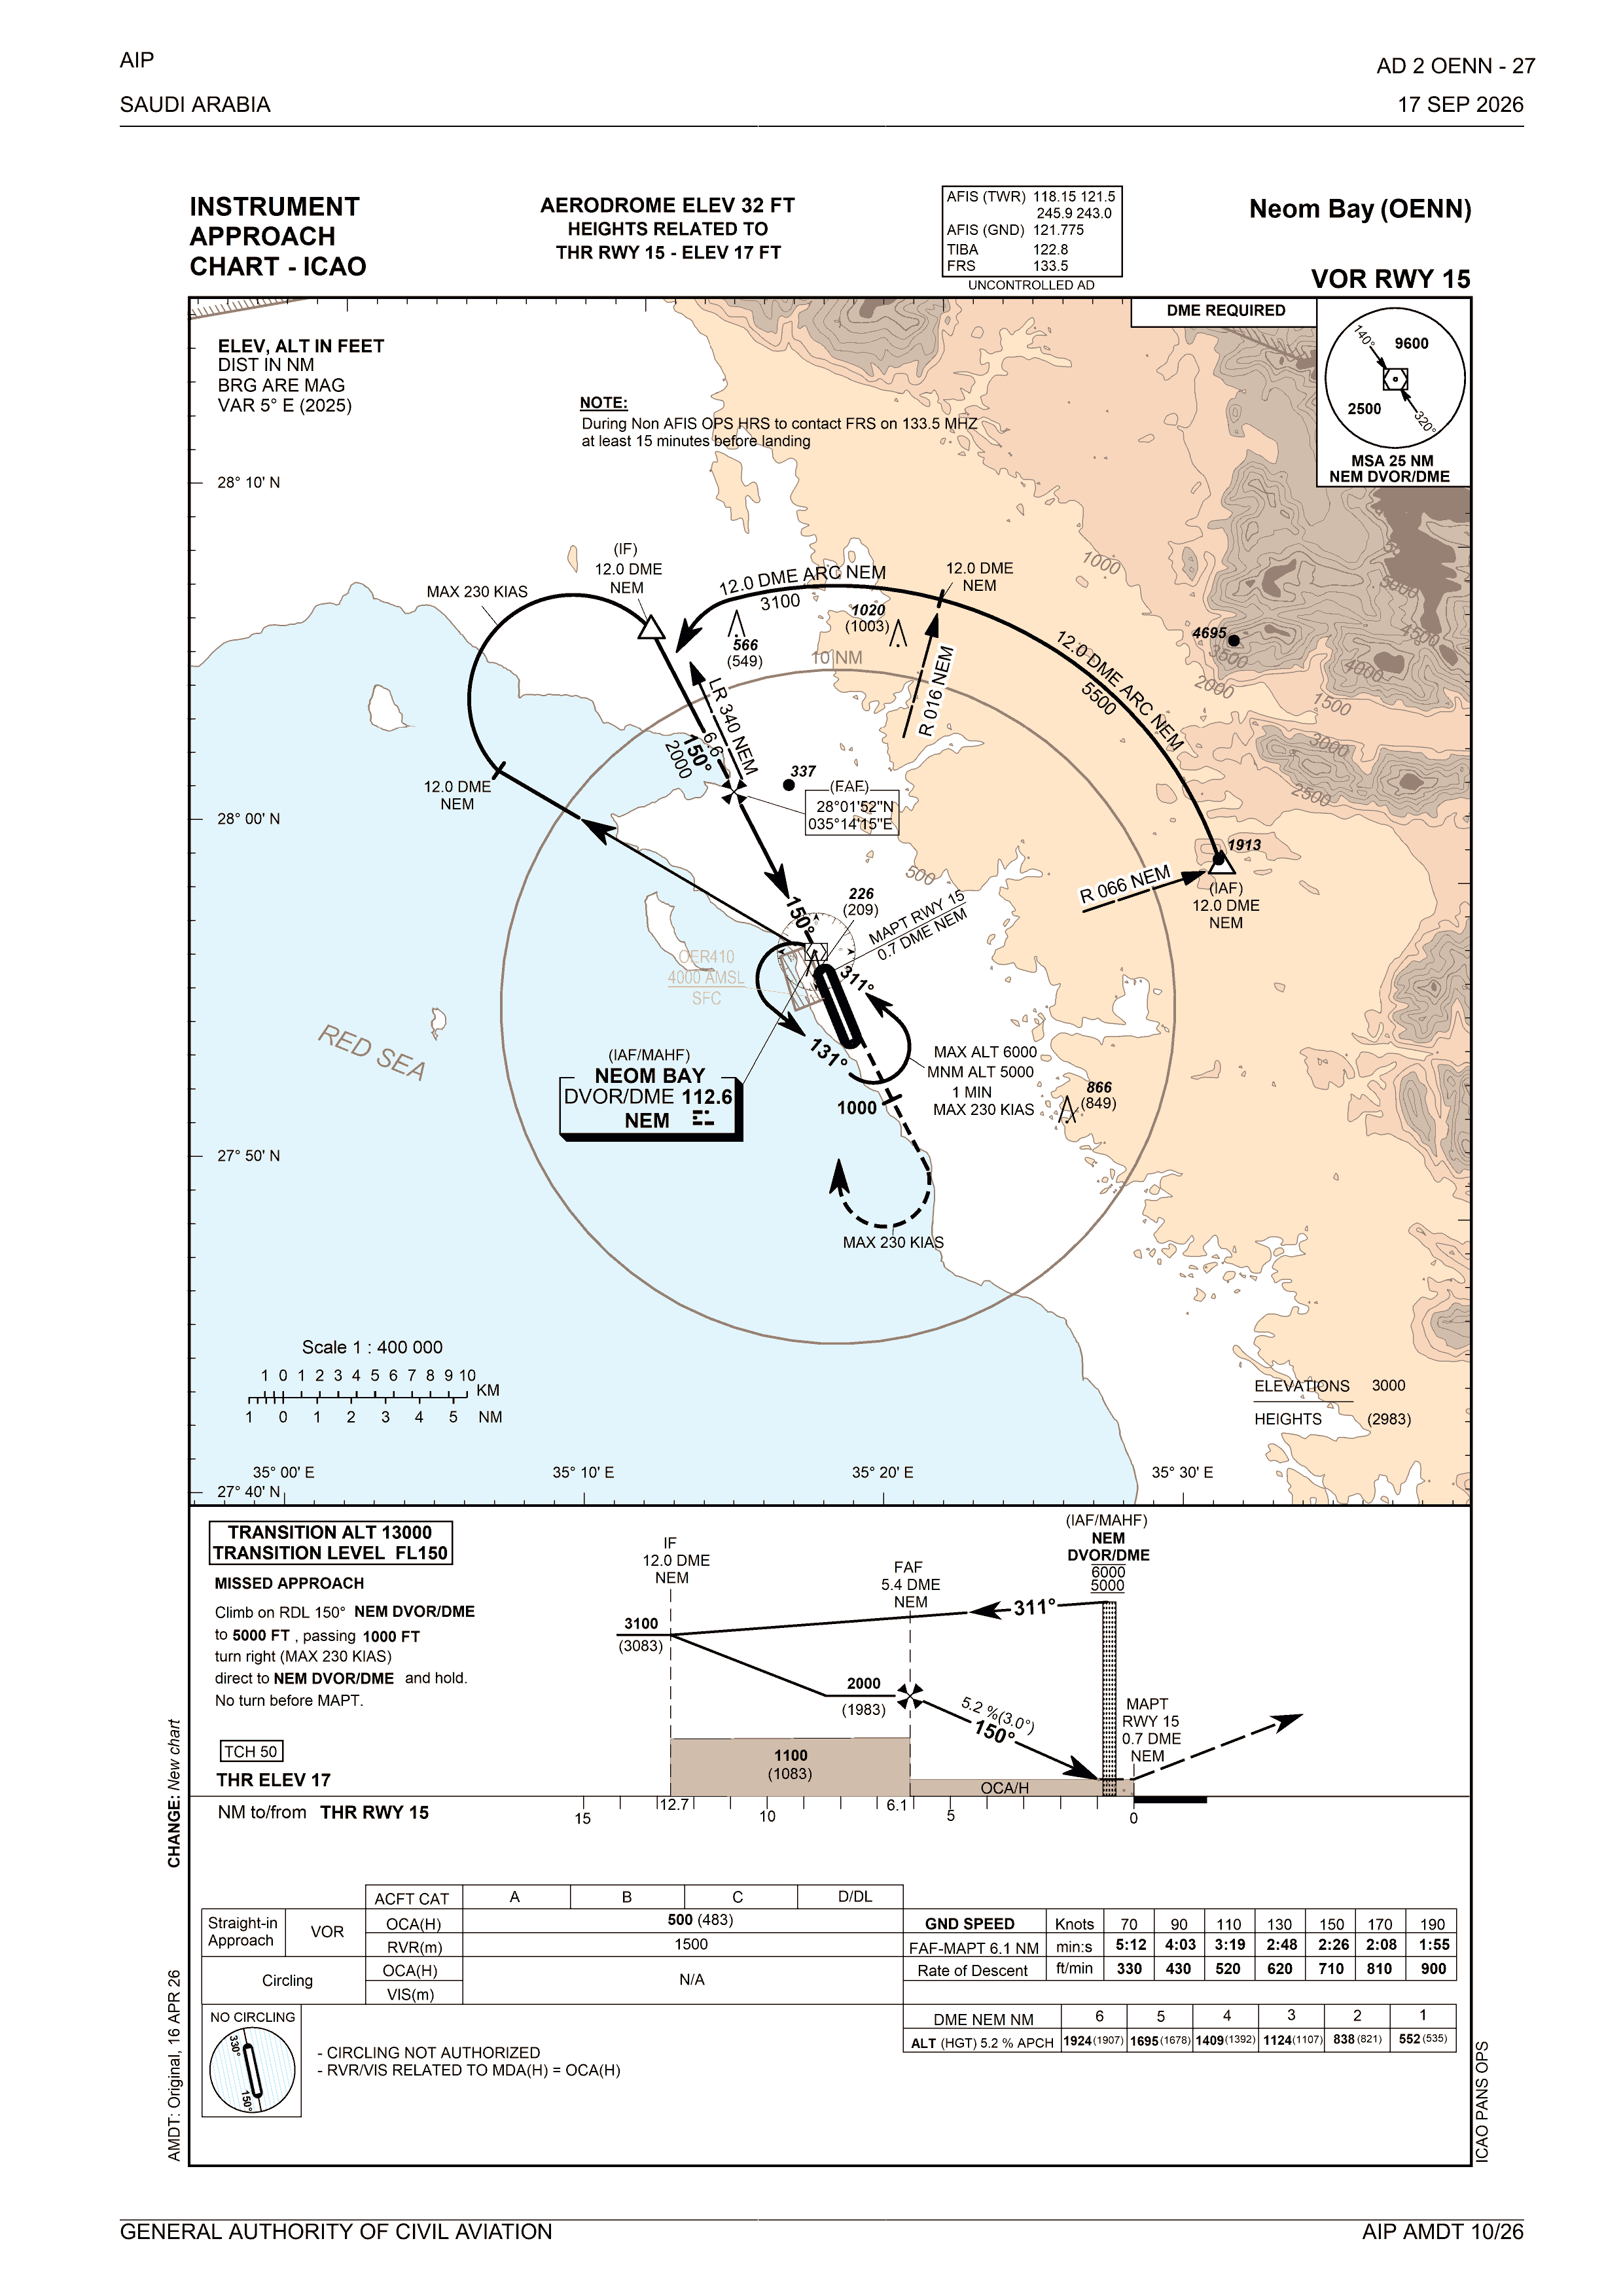 AIP
AD 2 OENN - 27
SAUDI ARABIA
17 SEP 2026
INSTRUMENT
APPROACH
CHART - ICAO
AERODROME ELEV 32 FT
HEIGHTS RELATED TO
THR RWY 15 - ELEV 17 FT
AFIS (TWR) 118.15 121.5
245.9 243.0
AFIS (GND) 121.775
TIBA 122.8
FRS 133.5
UNCONTROLLED AD
Neom Bay (OENN)
VOR RWY 15
DME REQUIRED
140°
9600
2500
320°
MSA 25 NM
NEM DVOR/DME
ELEV, ALT IN FEET
DIST IN NM
BRG ARE MAG
VAR 5° E (2025)
NOTE:
During Non AFIS OPS HRS to contact FRS on 133.5 MHZ
at least 15 minutes before landing
28° 10' N
(IF)
12.0 DME
NEM
MAX 230 KIAS
12.0 DME ARC NEM
3100
12.0 DME
NEM
1020
(1003)
566
(549)
10 NM
1000
4695
3500
2000
5000
4500
4000
1500
3000
2500
12.0 DME ARC NEM
5500
R 016 NEM
LR 340 NEM
6.6
150°
2000
337
(FAF)
28°01'52"N
035°14'15"E
12.0 DME
NEM
28° 00' N
1913
R 066 NEM
(IAF)
12.0 DME
NEM
500
226
(209)
MAPT RWY 15
0.7 DME NEM
150°
OER410
4000 AMSL
SFC
311°
131°
RED SEA
(IAF/MAHF)
NEOM BAY
DVOR/DME 112.6
NEM
MAX ALT 6000
MNM ALT 5000
1 MIN
MAX 230 KIAS
866
(849)
1000
27° 50' N
MAX 230 KIAS
Scale 1 : 400 000
1 0 1 2 3 4 5 6 7 8 9 10
KM
1 0 1 2 3 4 5 NM
ELEVATIONS 3000
HEIGHTS (2983)
35° 00' E
35° 10' E
35° 20' E
35° 30' E
27° 40' N
TRANSITION ALT 13000
TRANSITION LEVEL FL150
MISSED APPROACH
Climb on RDL 150° NEM DVOR/DME
to 5000 FT , passing 1000 FT
turn right (MAX 230 KIAS)
direct to NEM DVOR/DME and hold.
No turn before MAPT.
TCH 50
THR ELEV 17
NM to/from THR RWY 15
IF
12.0 DME
NEM
FAF
5.4 DME
NEM
(IAF/MAHF)
NEM
DVOR/DME
6000
5000
311°
3100
(3083)
2000
(1983)
5.2 %(3.0°)
150°
MAPT
RWY 15
0.7 DME
NEM
1100
(1083)
OCA/H
15 12.7 10 6.1 5 0
ACFT CAT A B C D/DL
Straight-in
Approach
VOR
OCA(H) 500 (483)
RVR(m) 1500
Circling
OCA(H)
VIS(m)
N/A
GND SPEED Knots 70 90 110 130 150 170 190
FAF-MAPT 6.1 NM min:s 5:12 4:03 3:19 2:48 2:26 2:08 1:55
Rate of Descent ft/min 330 430 520 620 710 810 900
DME NEM NM 6 5 4 3 2 1
ALT (HGT) 5.2 % APCH 1924 (1907) 1695 (1678) 1409 (1392) 1124 (1107) 838 (821) 552 (535)
NO CIRCLING
330°
150°
- CIRCLING NOT AUTHORIZED
- RVR/VIS RELATED TO MDA(H) = OCA(H)
CHANGE: New chart
AMDT: Original, 16 APR 26
ICAO PANS OPS
GENERAL AUTHORITY OF CIVIL AVIATION
AIP AMDT 10/26